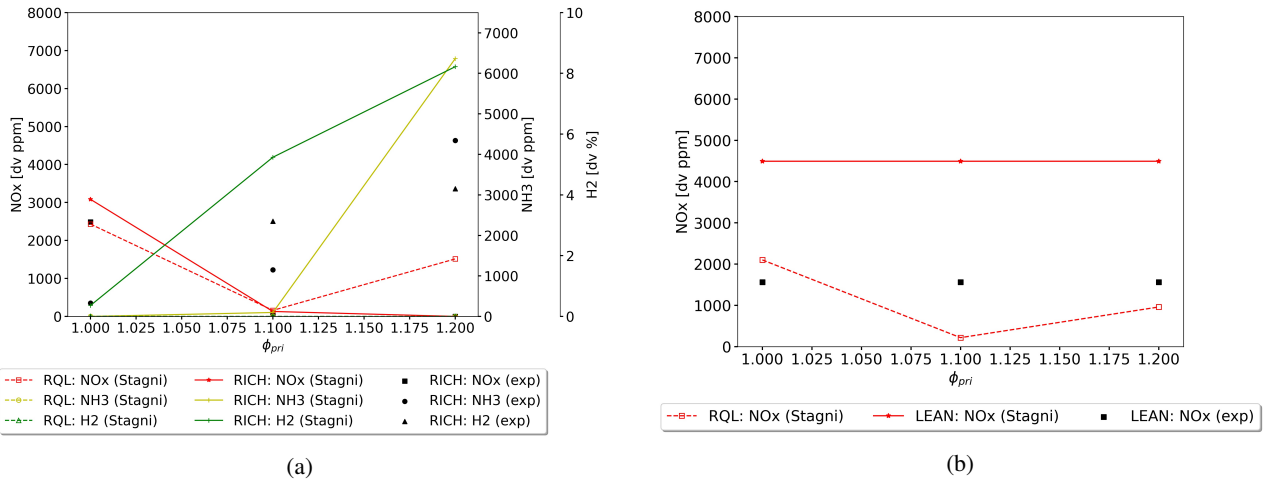 8000
7000
6000
5000
4000
3000
2000
1000
0
NOx [dv ppm]
1.000 1.025 1.050 1.075 1.100 1.125 1.150 1.175 1.200
ϕpri
7000
6000
5000
4000
3000
2000
1000
0
NH3 [dv ppm]
10
8
6
4
2
0
H2 [dv %]
RQL: NOx (Stagni) RICH: NOx (Stagni) RICH: NOx (exp)
RQL: NH3 (Stagni) RICH: NH3 (Stagni) RICH: NH3 (exp)
RQL: H2 (Stagni) RICH: H2 (Stagni) RICH: H2 (exp)
(a)
8000
7000
6000
5000
4000
3000
2000
1000
0
NOx [dv ppm]
1.000 1.025 1.050 1.075 1.100 1.125 1.150 1.175 1.200
ϕpri
RQL: NOx (Stagni) LEAN: NOx (Stagni) LEAN: NOx (exp)
(b)